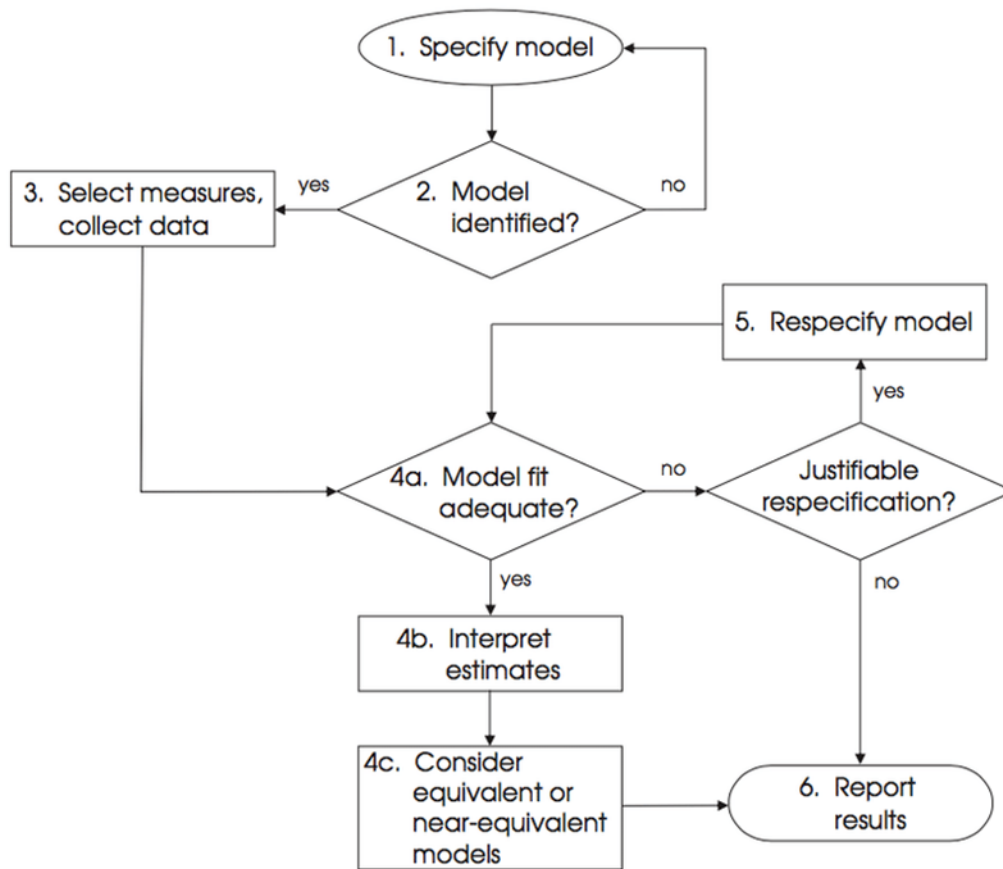 1. Specify model
2. Model
identified?
yes
no
3. Select measures,
collect data
5. Respecify model
yes
4a. Model fit
adequate?
no
Justifiable
respecification?
yes
no
4b. Interpret
estimates
4c. Consider
equivalent or
near-equivalent
models
6. Report
results